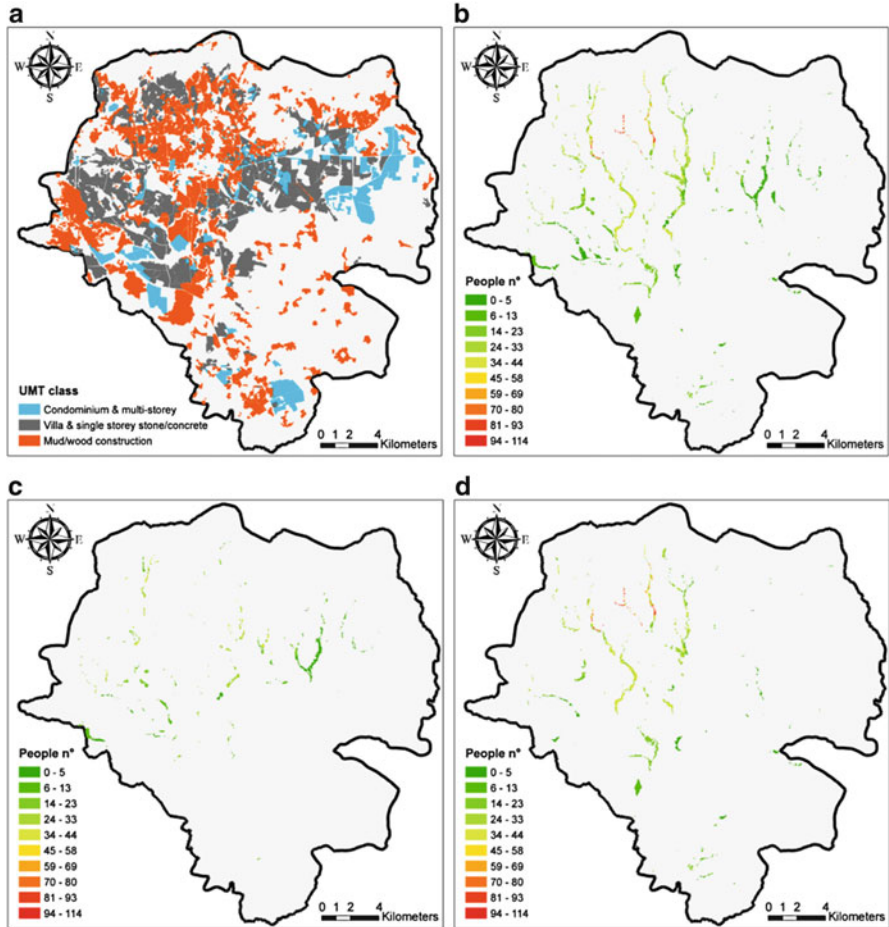 a
N
W E
S
UMT class
Condominium & multi-storey
Villa & single storey stone/concrete
Mud/wood construction
0 1 2 4
Kilometers
b
N
W E
S
People n°
0 - 5
6 - 13
14 - 23
24 - 33
34 - 44
45 - 58
59 - 69
70 - 80
81 - 93
94 - 114
0 1 2 4
Kilometers
c
N
W E
S
People n°
0 - 5
6 - 13
14 - 23
24 - 33
34 - 44
45 - 58
59 - 69
70 - 80
81 - 93
94 - 114
0 1 2 4
Kilometers
d
N
W E
S
People n°
0 - 5
6 - 13
14 - 23
24 - 33
34 - 44
45 - 58
59 - 69
70 - 80
81 - 93
94 - 114
0 1 2 4
Kilometers